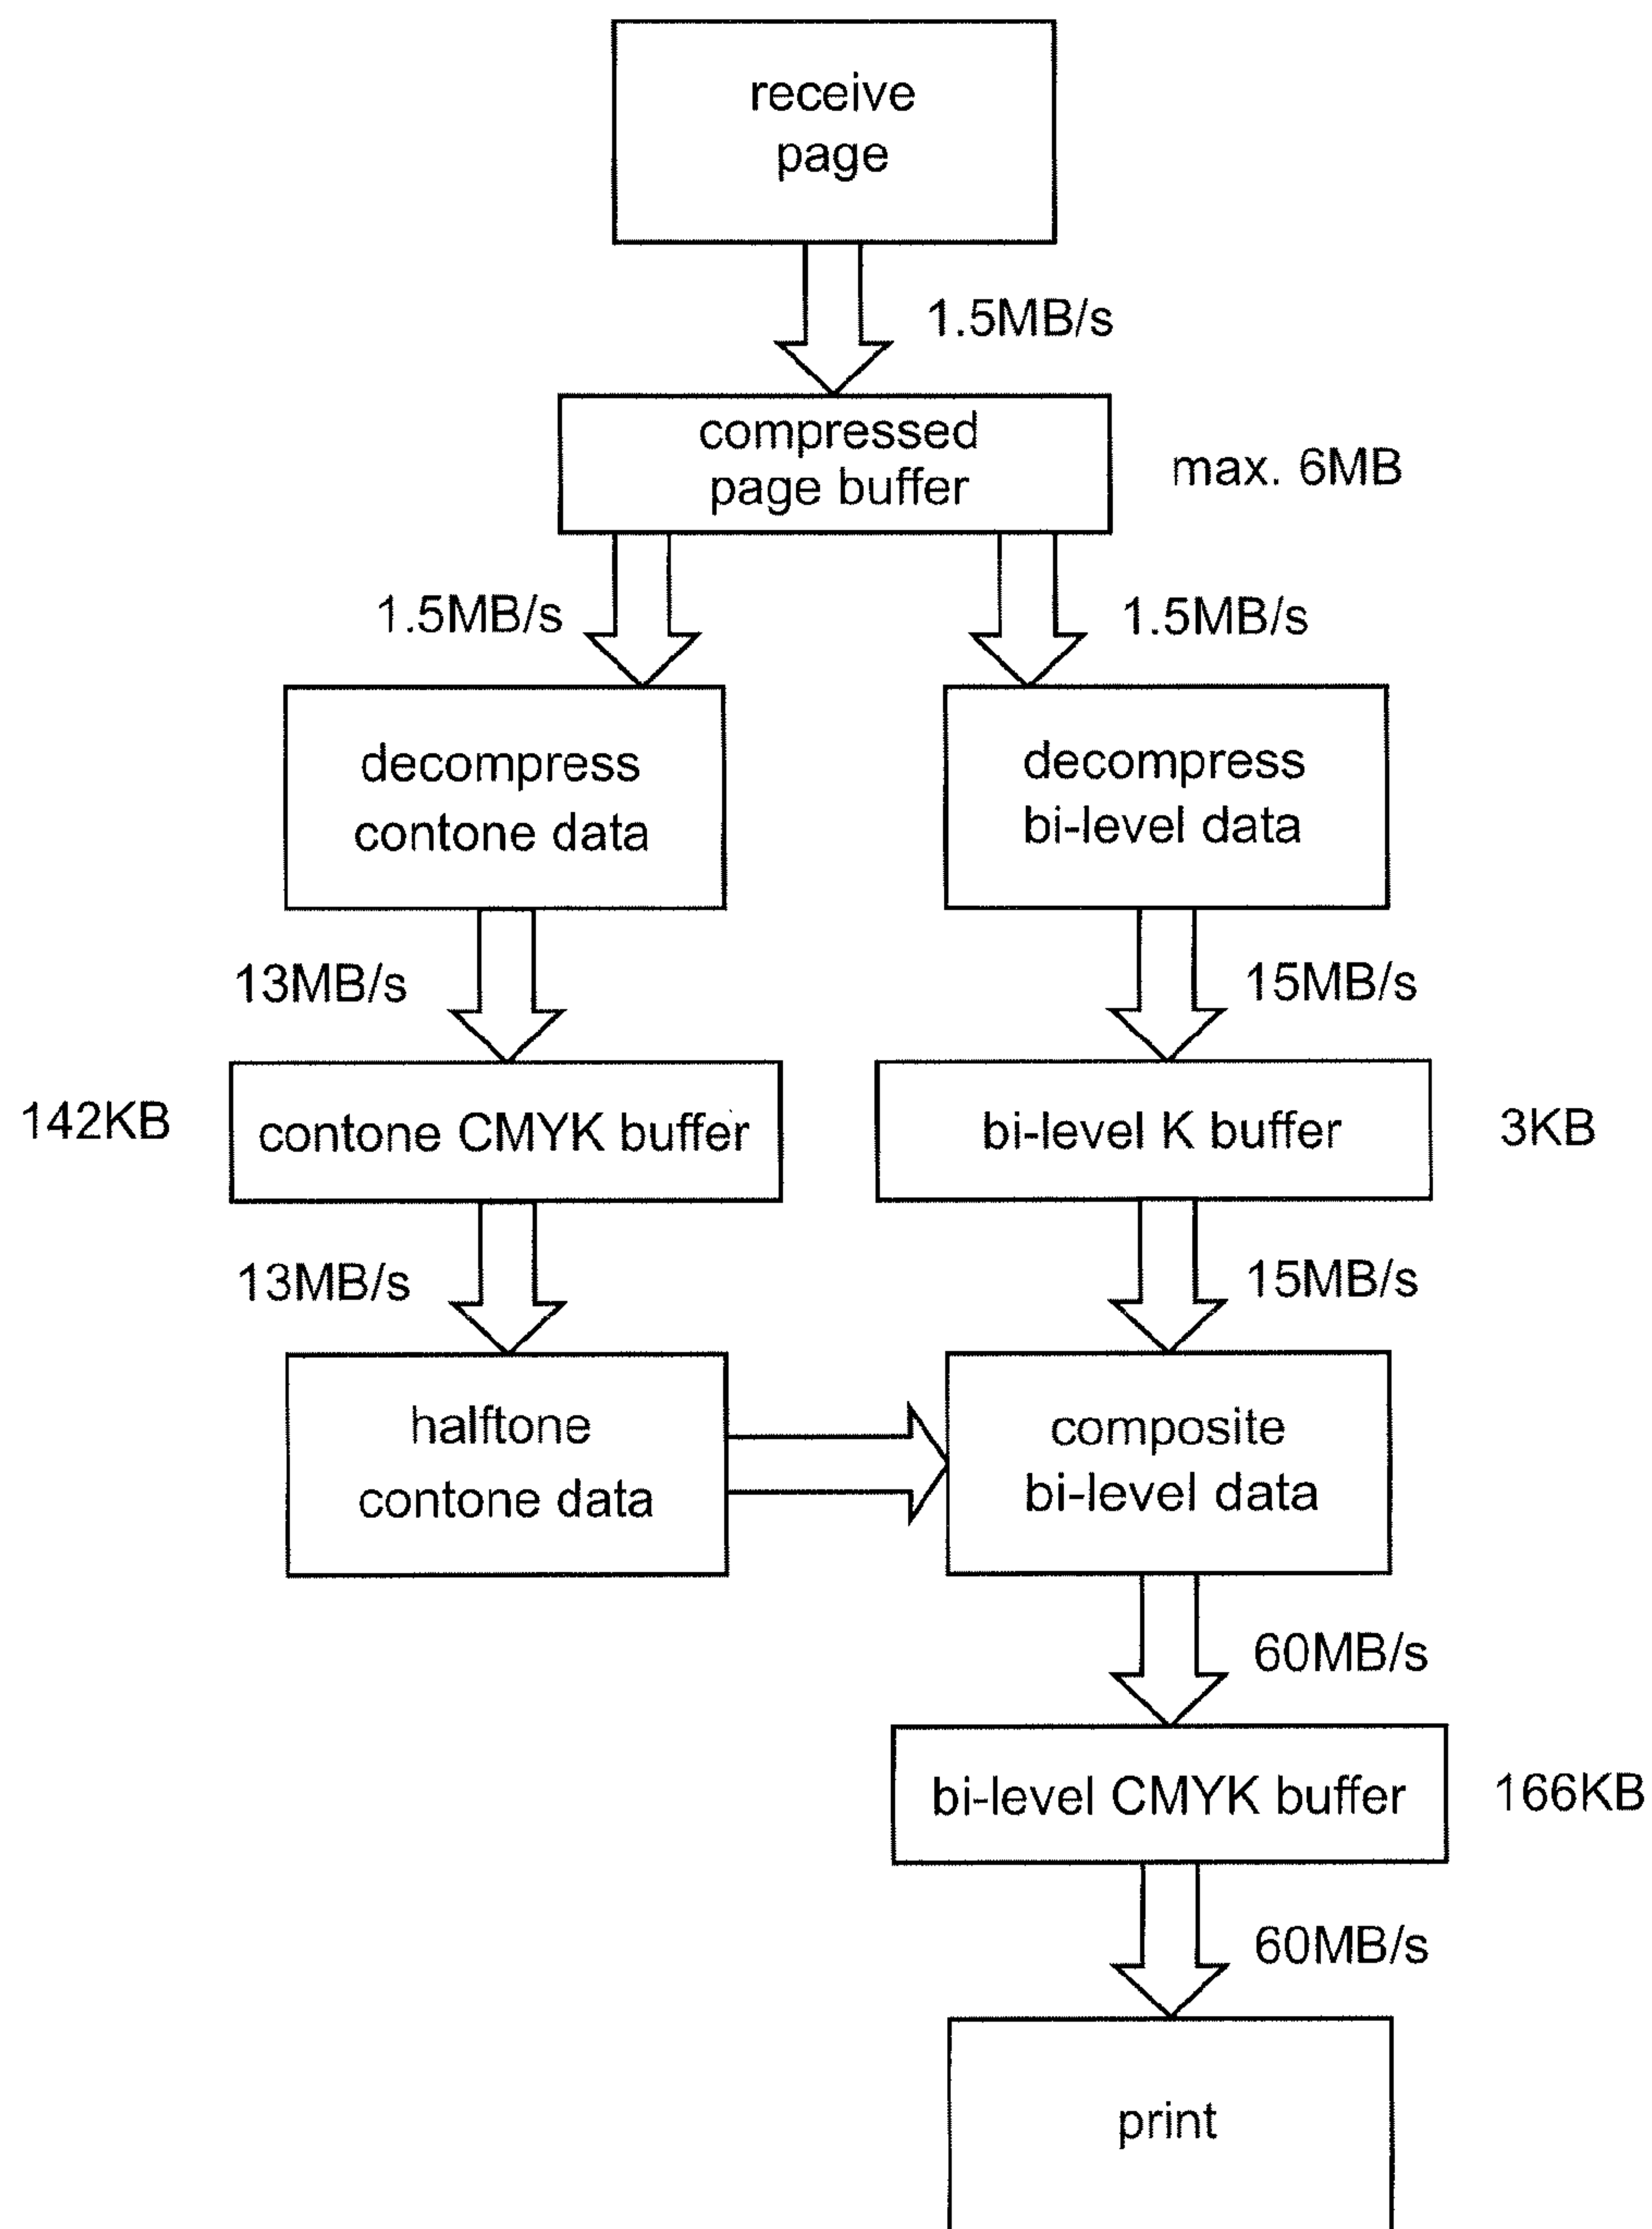 receive
page
1.5MB/s
compressed
page buffer
max. 6MB
1.5MB/s
1.5MB/s
decompress
contone data
decompress
bi-level data
13MB/s
15MB/s
142KB
contone CMYK buffer
bi-level K buffer
3KB
13MB/s
15MB/s
halftone
contone data
composite
bi-level data
60MB/s
bi-level CMYK buffer
166KB
60MB/s
print